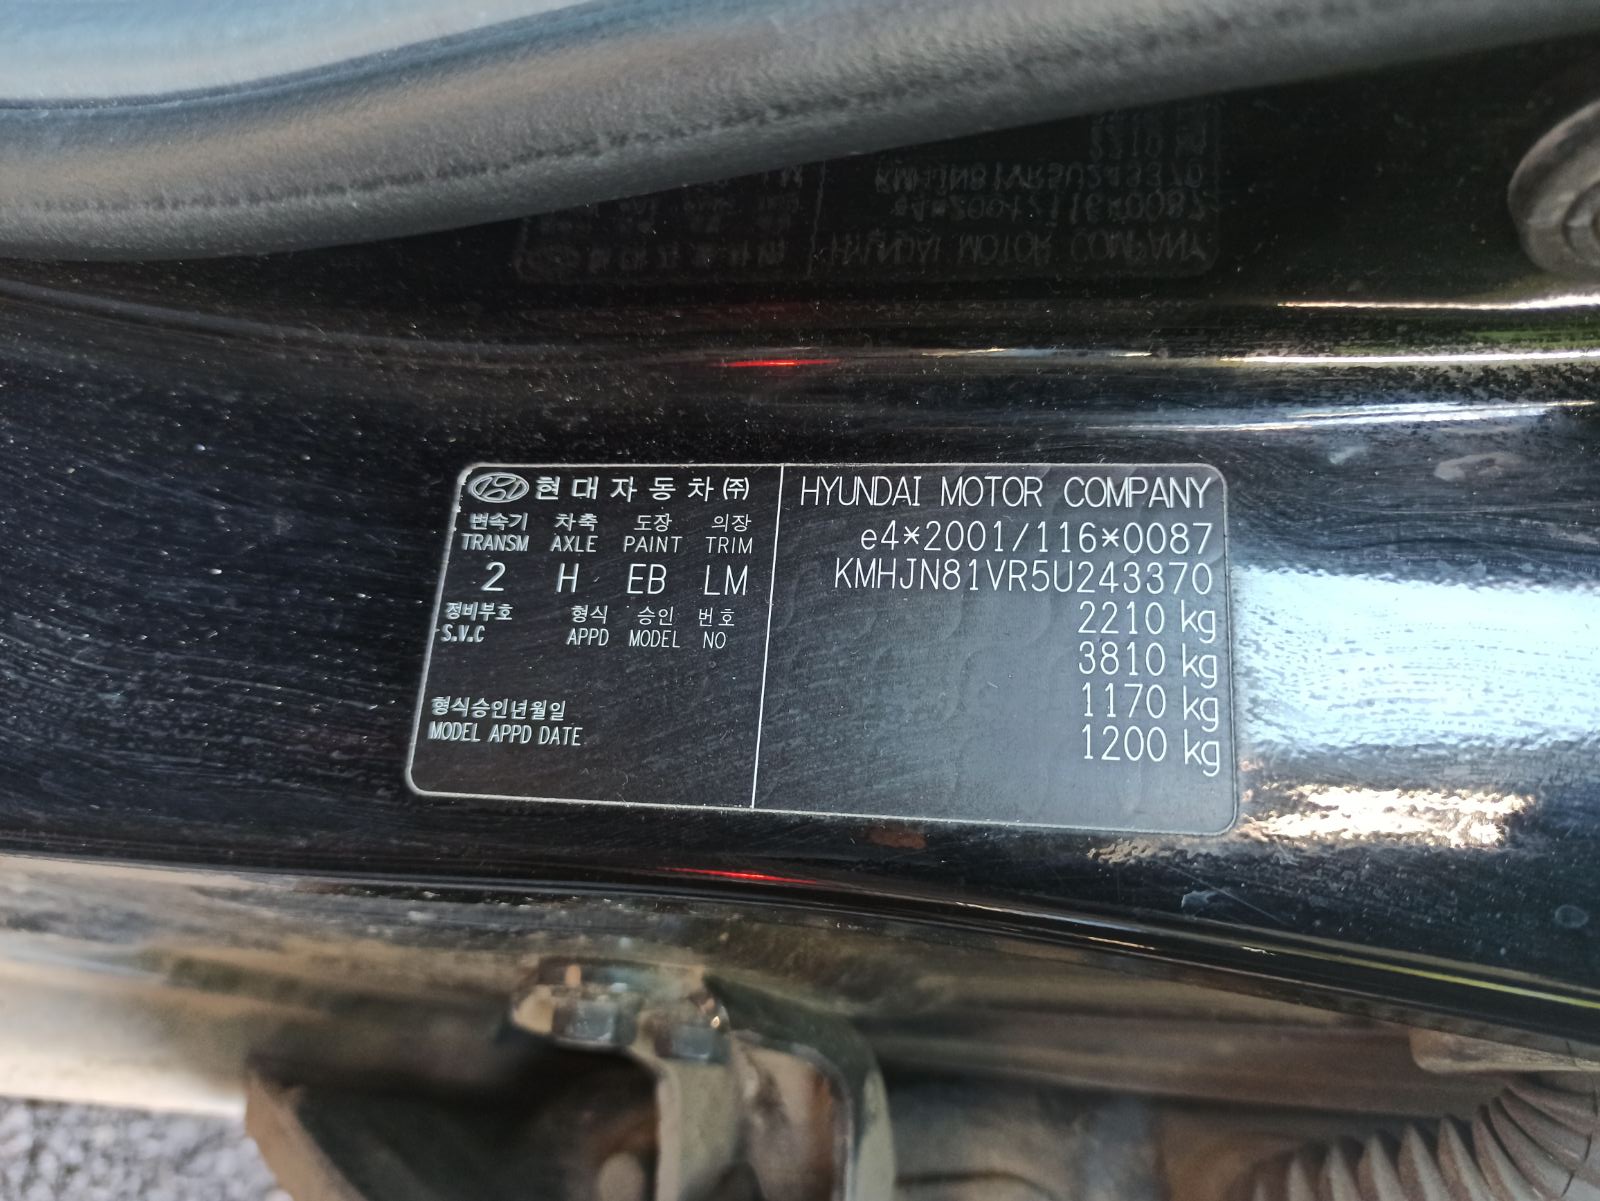 현대자동차㈜
변속기 차축 도장 의장
TRANSM AXLE PAINT TRIM
2 H EB LM
정비부호 형식 승인 번호
S.V.C APPD MODEL NO
형식승인년월일
MODEL APPD DATE
HYUNDAI MOTOR COMPANY
e4*2001/116*0087
KMHJN81VR5U243370
2210 kg
3810 kg
1170 kg
1200 kg